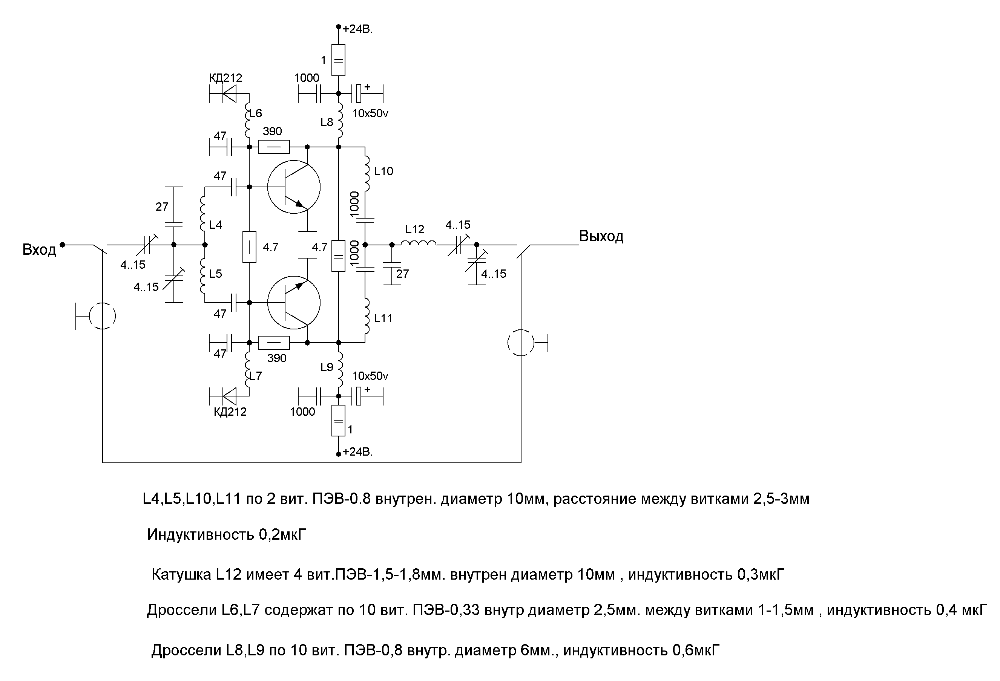 +24В.
1
КД212
1000
+
10x50v
L6
L8
390
47
47
L10
27
1000
L4
L12
4..15
Выход
Вход
4.7
4.7
1000
4..15
L5
27
4..15
4..15
47
L11
47
390
L9
10x50v
L7
+
КД212
1000
1
+24В.
L4,L5,L10,L11 по 2 вит. ПЭВ-0.8 внутрен. диаметр 10мм, расстояние между витками 2,5-3мм
Индуктивность 0,2мкГ
Катушка L12 имеет 4 вит.ПЭВ-1,5-1,8мм. внутрен диаметр 10мм , индуктивность 0,3мкГ
Дроссели L6,L7 содержат по 10 вит. ПЭВ-0,33 внутр диаметр 2,5мм. между витками 1-1,5мм , индуктивность 0,4 мкГ
Дроссели L8,L9 по 10 вит. ПЭВ-0,8 внутр. диаметр 6мм., индуктивность 0,6мкГ